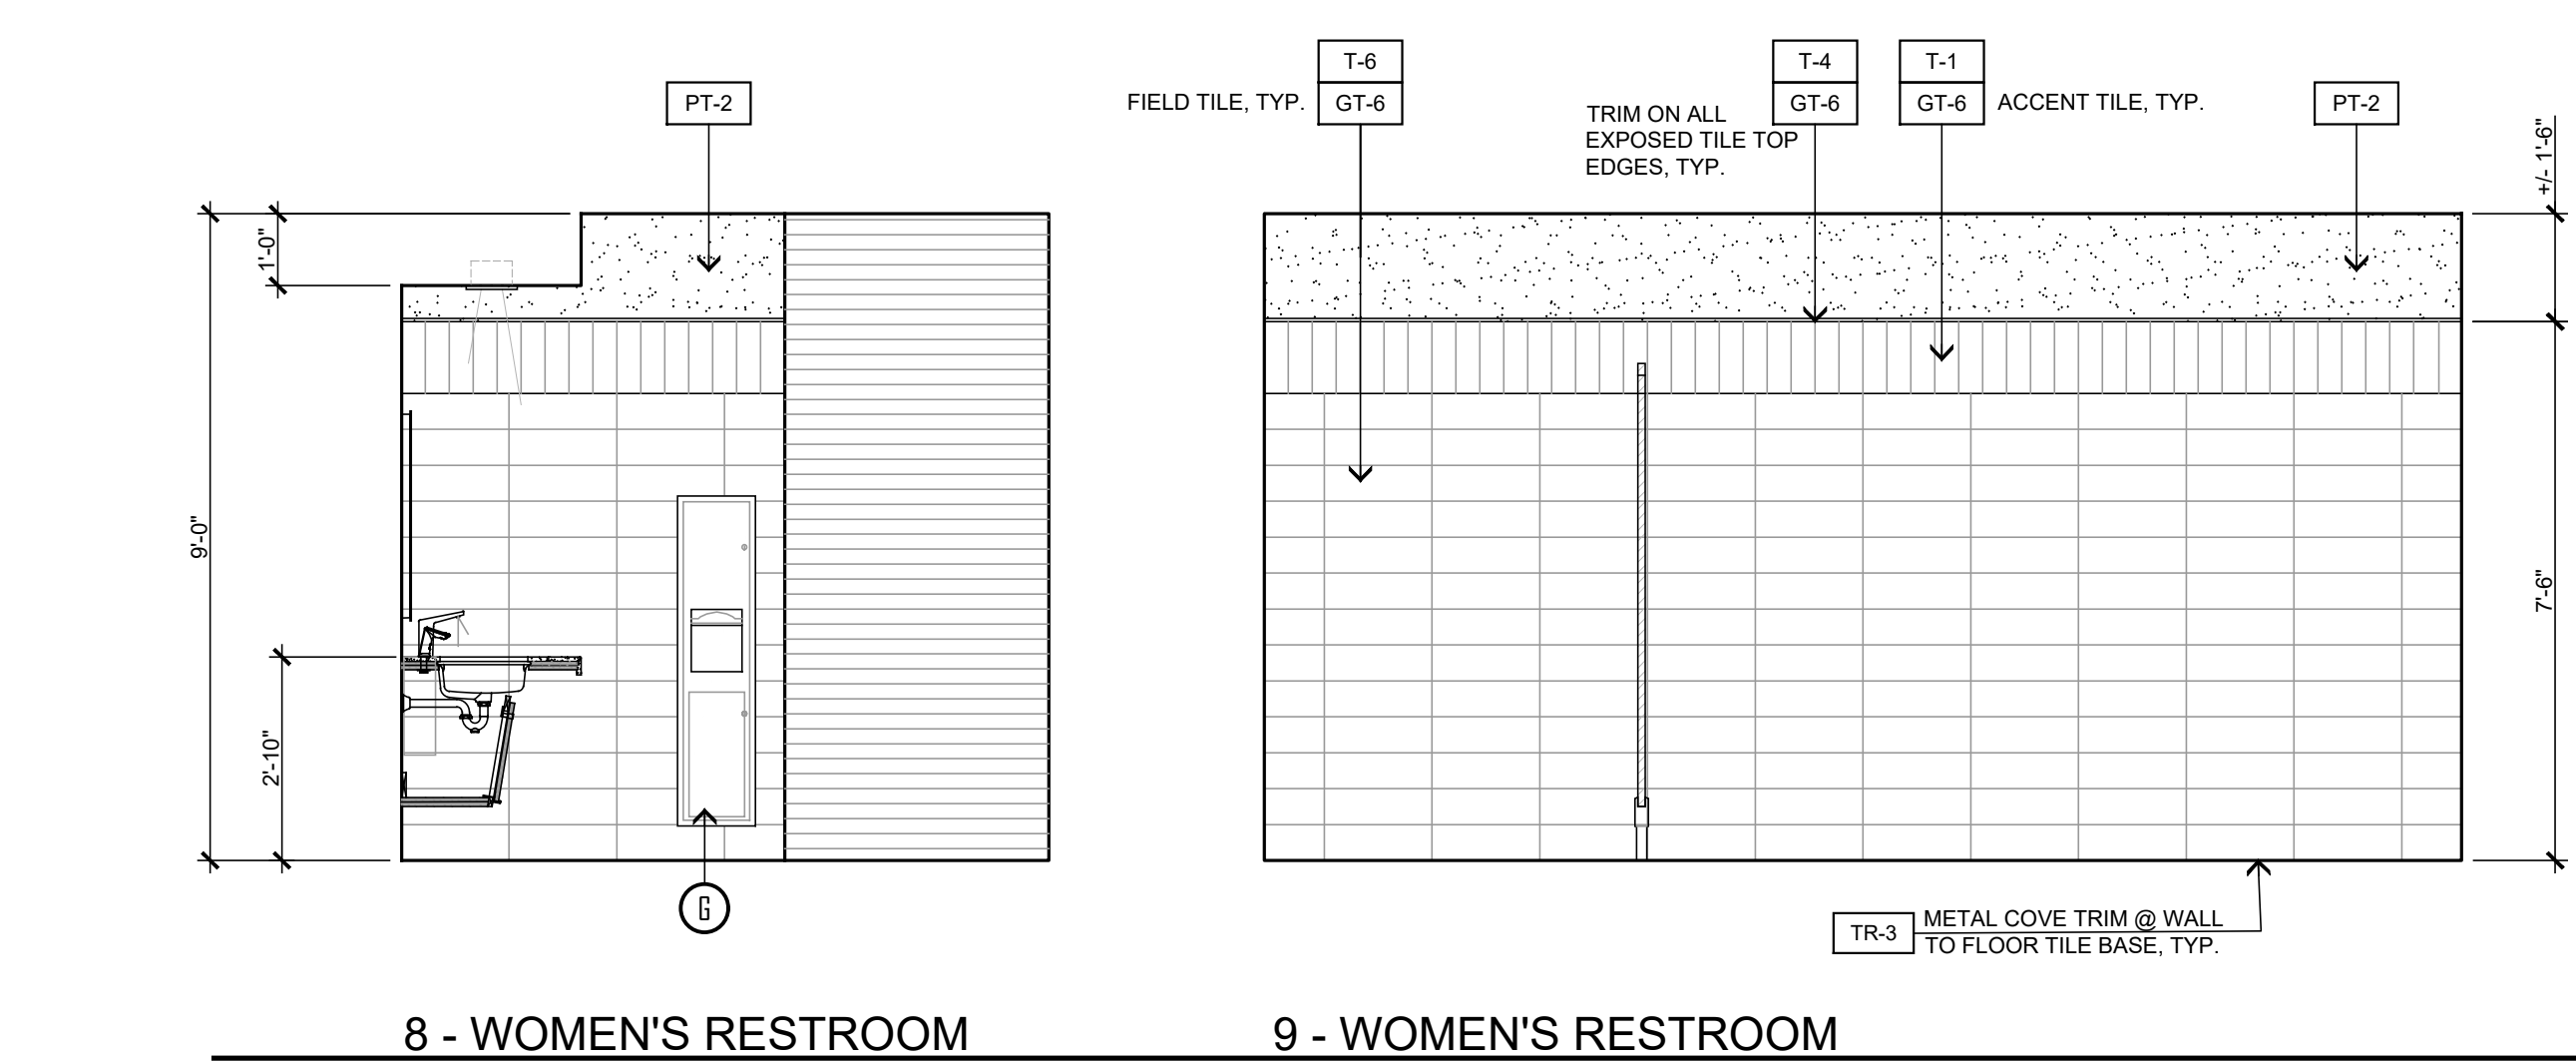 PT-2
1'-0"
9'-0"
2'-10"
G
8 - WOMEN'S RESTROOM
T-6
FIELD TILE, TYP.
GT-6
TRIM ON ALL
EXPOSED TILE TOP
EDGES, TYP.
T-4
GT-6
T-1
GT-6
ACCENT TILE, TYP.
PT-2
+/- 1'-6"
7'-6"
TR-3
METAL COVE TRIM @ WALL
TO FLOOR TILE BASE, TYP.
9 - WOMEN'S RESTROOM